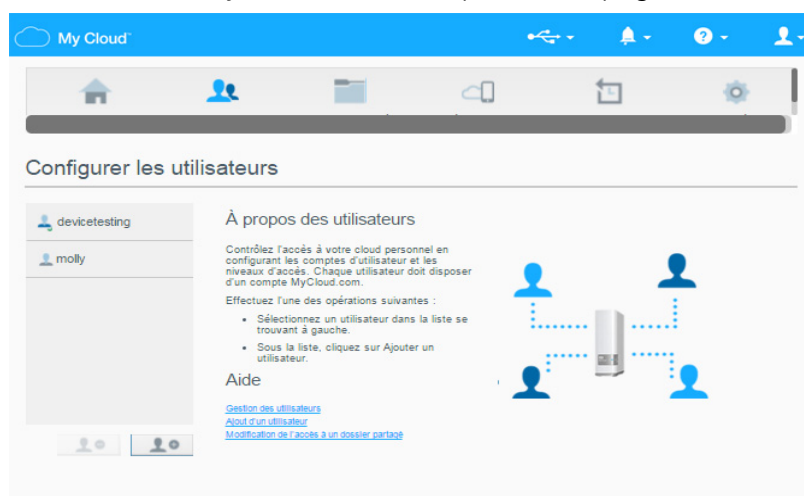 My Cloud
Configurer les utilisateurs
devicetesting
molly
À propos des utilisateurs
Contrôlez l'accès à votre cloud personnel en
configurant les comptes d'utilisateur et les
niveaux d'accès. Chaque utilisateur doit disposer
d'un compte MyCloud.com.
Effectuez l'une des opérations suivantes :
• Sélectionnez un utilisateur dans la liste se
trouvant à gauche.
• Sous la liste, cliquez sur Ajouter un
utilisateur.
Aide
Gestion des utilisateurs
Ajout d'un utilisateur
Modification de l'accès à un dossier partagé